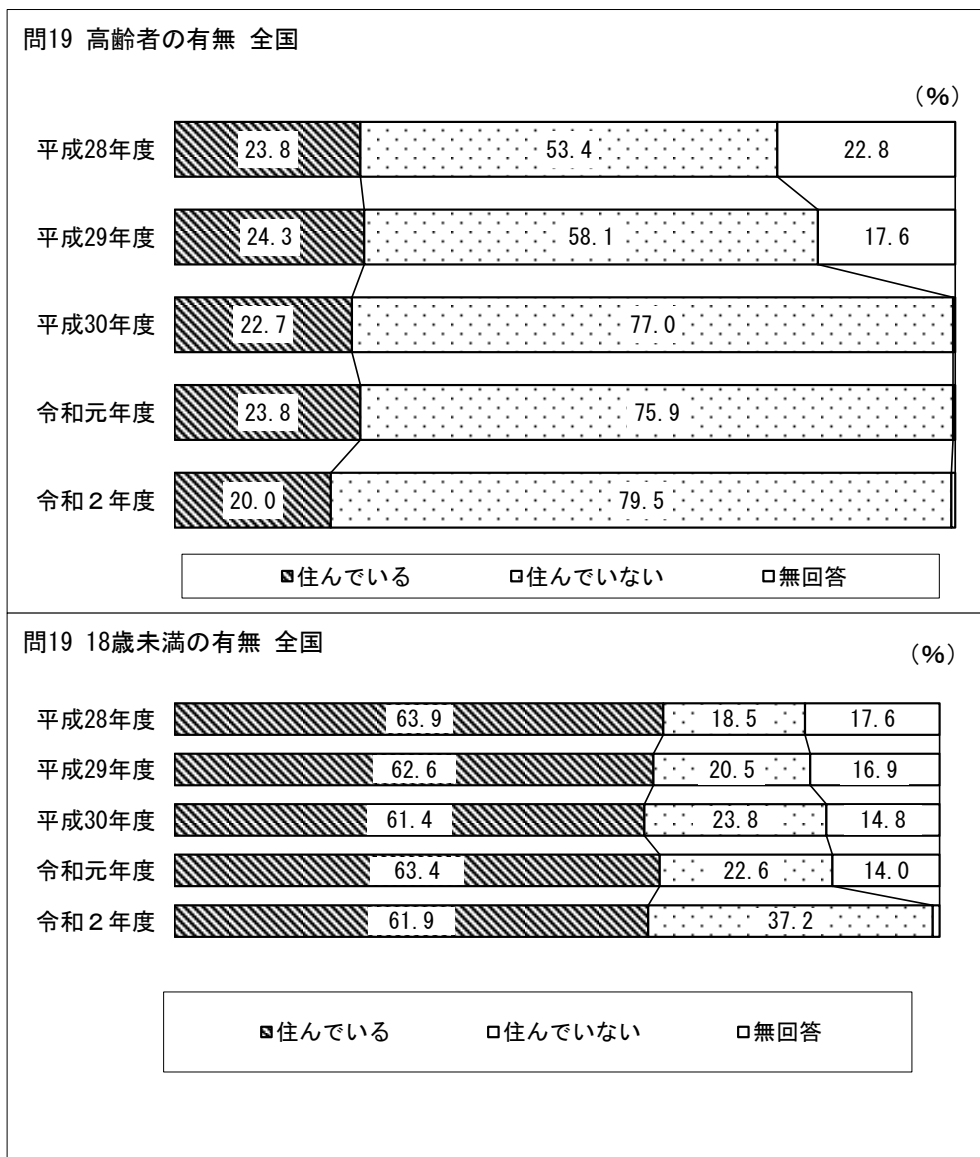 問19 高齢者の有無 全国
（%）
平成28年度 23.8 53.4 22.8
平成29年度 24.3 58.1 17.6
平成30年度 22.7 77.0
令和元年度 23.8 75.9
令和２年度 20.0 79.5
住んでいる 住んでいない 無回答
問19 18歳未満の有無 全国
（%）
平成28年度 63.9 18.5 17.6
平成29年度 62.6 20.5 16.9
平成30年度 61.4 23.8 14.8
令和元年度 63.4 22.6 14.0
令和２年度 61.9 37.2
住んでいる 住んでいない 無回答